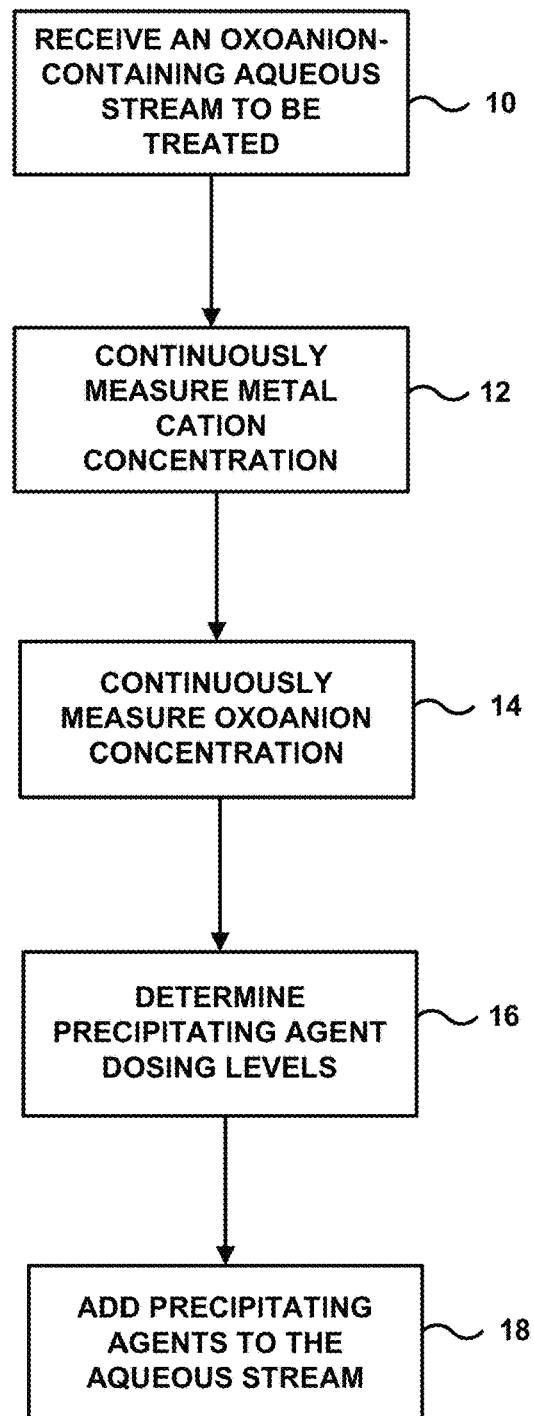 RECEIVE AN OXOANION-
CONTAINING AQUEOUS
STREAM TO BE
TREATED
10
CONTINUOUSLY
MEASURE METAL
CATION
CONCENTRATION
12
CONTINUOUSLY
MEASURE OXOANION
CONCENTRATION
14
DETERMINE
PRECIPITATING AGENT
DOSING LEVELS
16
ADD PRECIPITATING
AGENTS TO THE
AQUEOUS STREAM
18